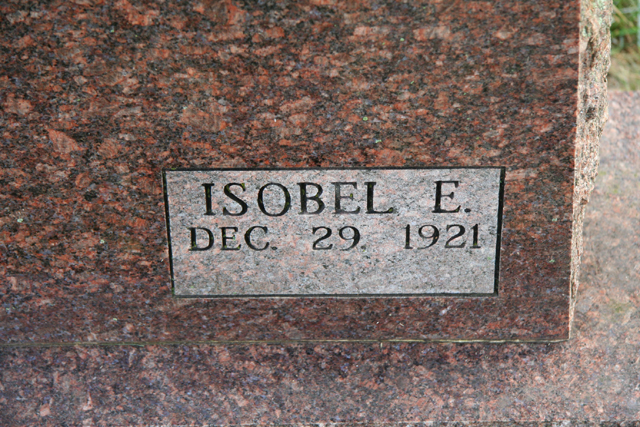 ISOBEL E.
DEC. 29. 1921